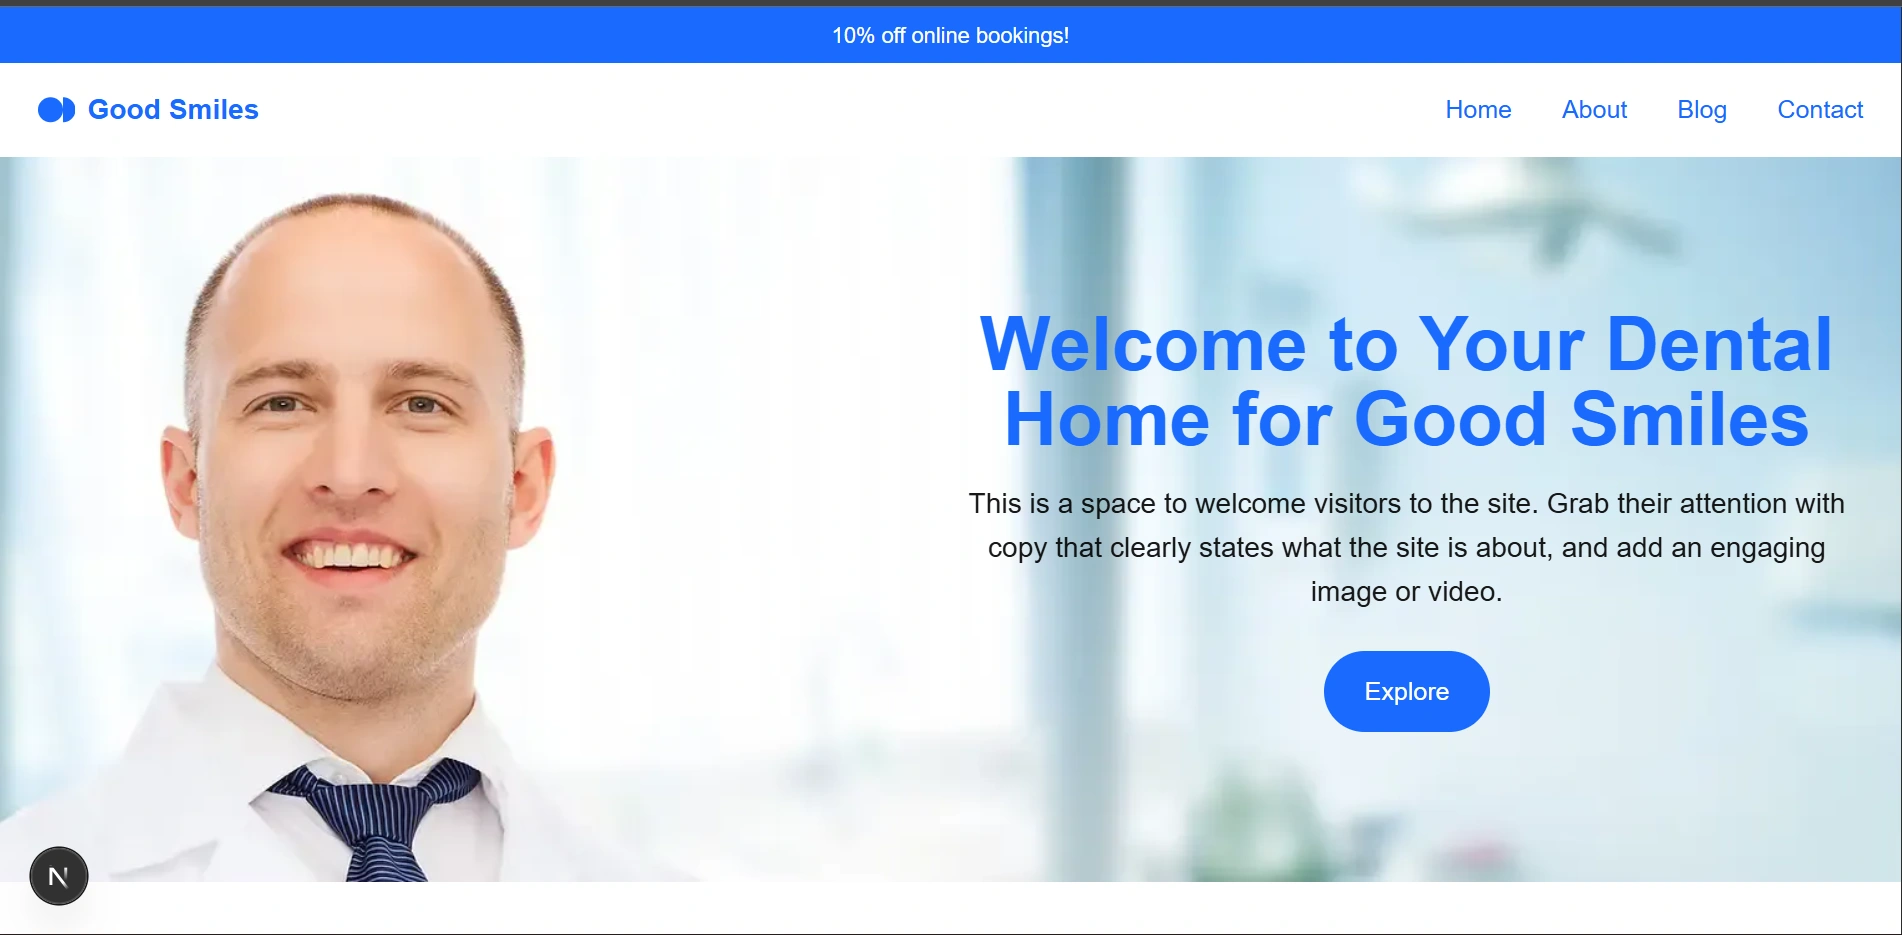 10% off online bookings!
Good Smiles
Home About Blog Contact
Welcome to Your Dental
Home for Good Smiles
This is a space to welcome visitors to the site. Grab their attention with
copy that clearly states what the site is about, and add an engaging
image or video.
Explore
N